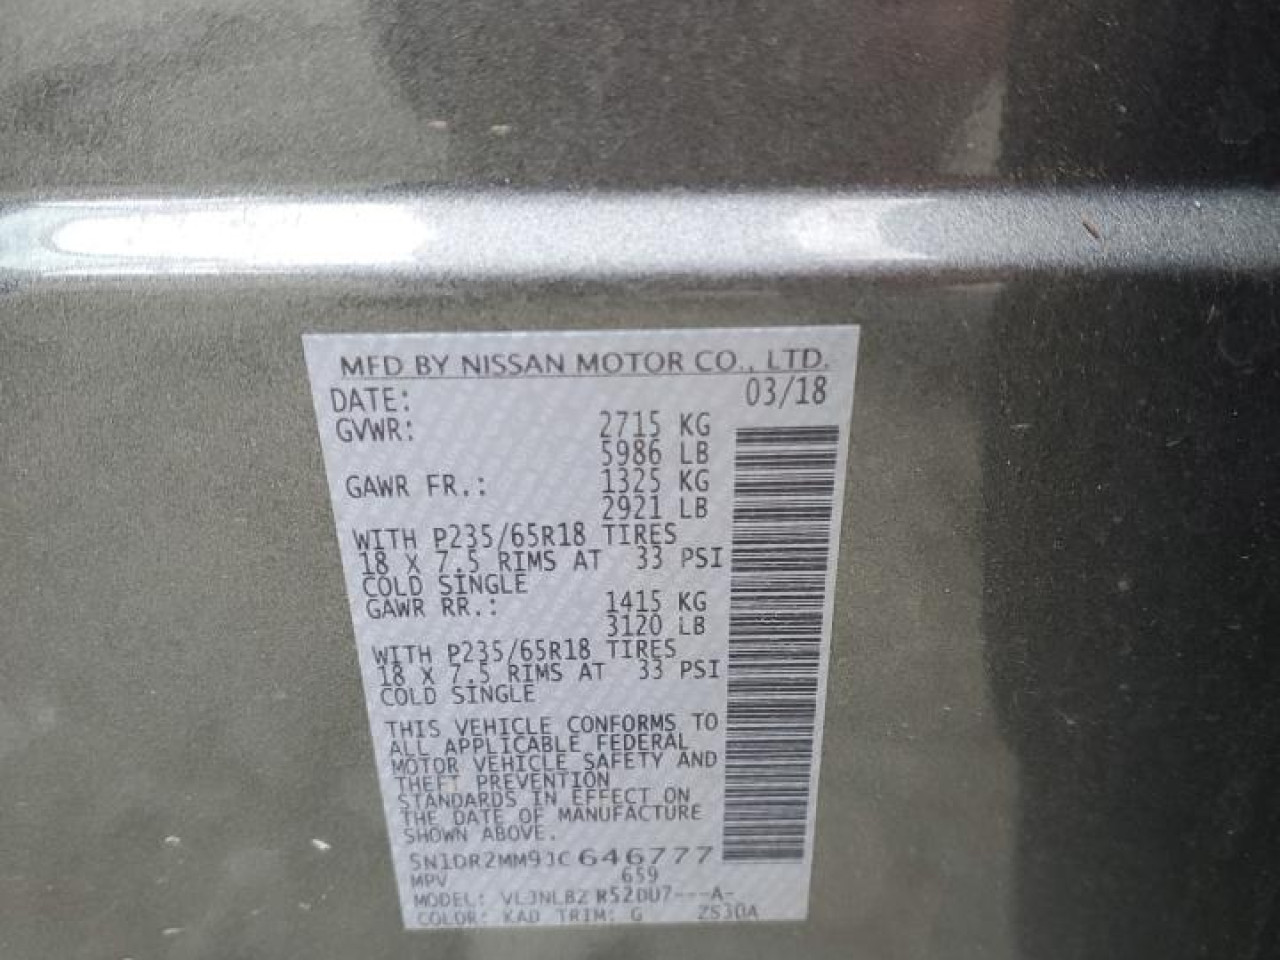 MFD BY NISSAN MOTOR CO., LTD.
DATE: 03/18
GVWR: 2715 KG
5986 LB
GAWR FR.: 1325 KG
2921 LB
WITH P235/65R18 TIRES
18 X 7.5 RIMS AT 33 PSI
COLD SINGLE
GAWR RR.: 1415 KG
3120 LB
WITH P235/65R18 TIRES
18 X 7.5 RIMS AT 33 PSI
COLD SINGLE
THIS VEHICLE CONFORMS TO
ALL APPLICABLE FEDERAL
MOTOR VEHICLE SAFETY AND
THEFT PREVENTION
STANDARDS IN EFFECT ON
THE DATE OF MANUFACTURE
SHOWN ABOVE.
5N1DR2MM9JC646777
MPV 659
MODEL: VLJNLBZ R52DU7---A-
COLOR: KAD TRIM: G ZS30A